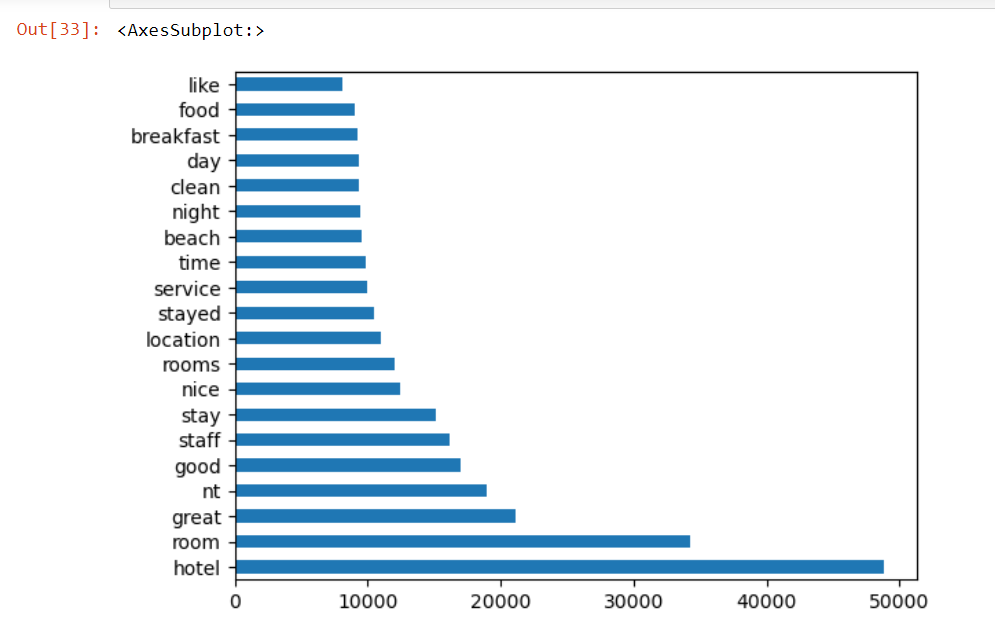 Out[33]: <AxesSubplot:>
like
food
breakfast
day
clean
night
beach
time
service
stayed
location
rooms
nice
stay
staff
good
nt
great
room
hotel
0 10000 20000 30000 40000 50000